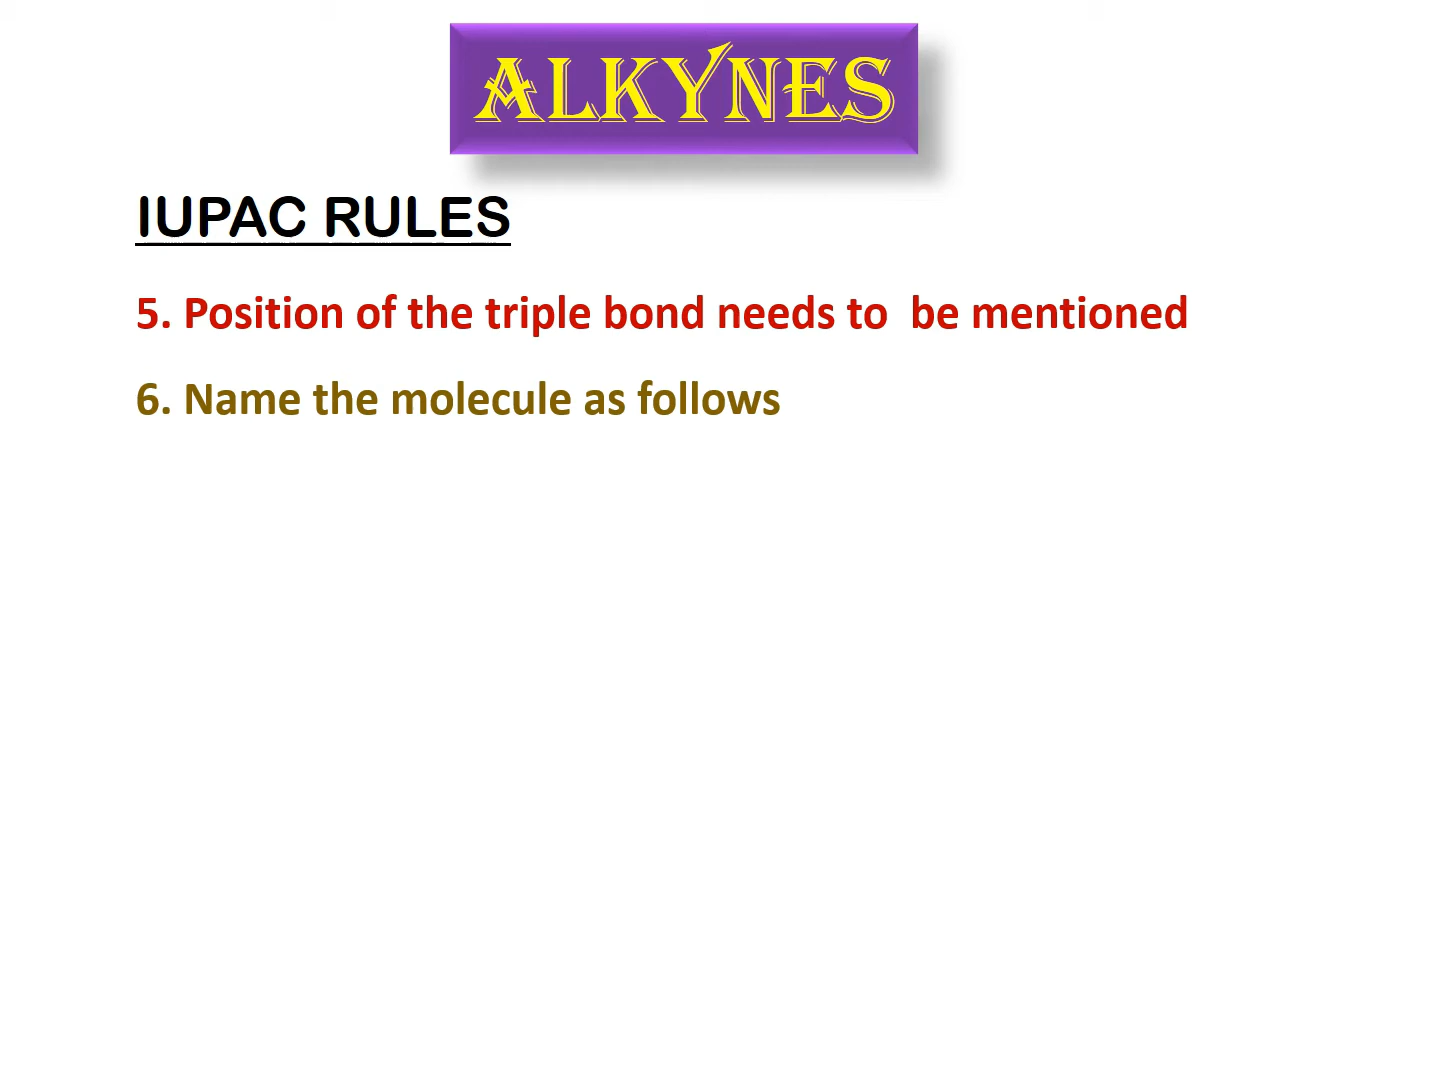 ALKYNES
IUPAC RULES
5. Position of the triple bond needs to  be mentioned
6. Name the molecule as follows